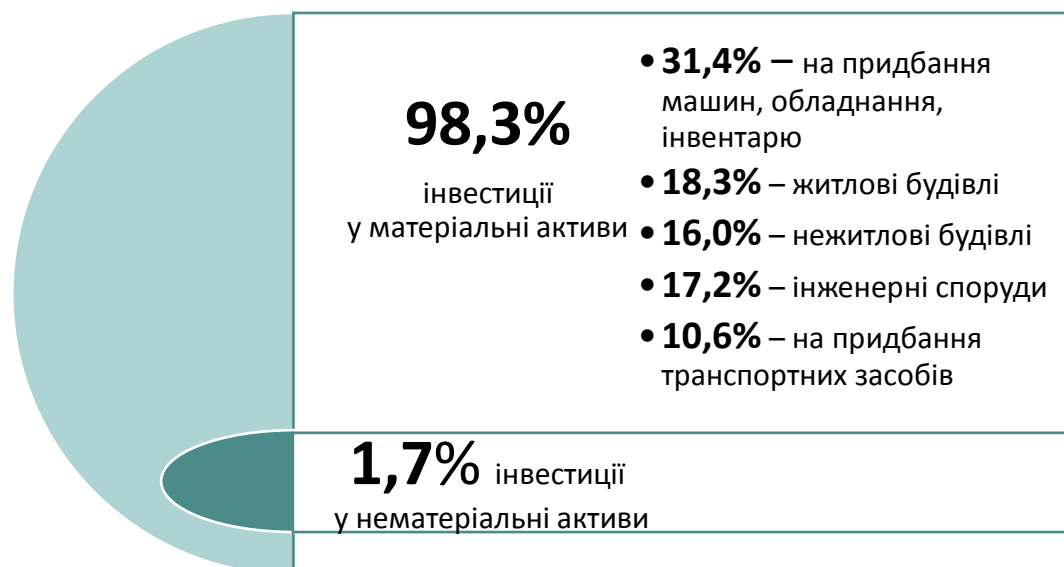 98,3%
інвестиції
у матеріальні активи
• 31,4% – на придбання
машин, обладнання,
інвентарю
• 18,3% – житлові будівлі
• 16,0% – нежитлові будівлі
• 17,2% – інженерні споруди
• 10,6% – на придбання
транспортних засобів
1,7% інвестиції
у нематеріальні активи